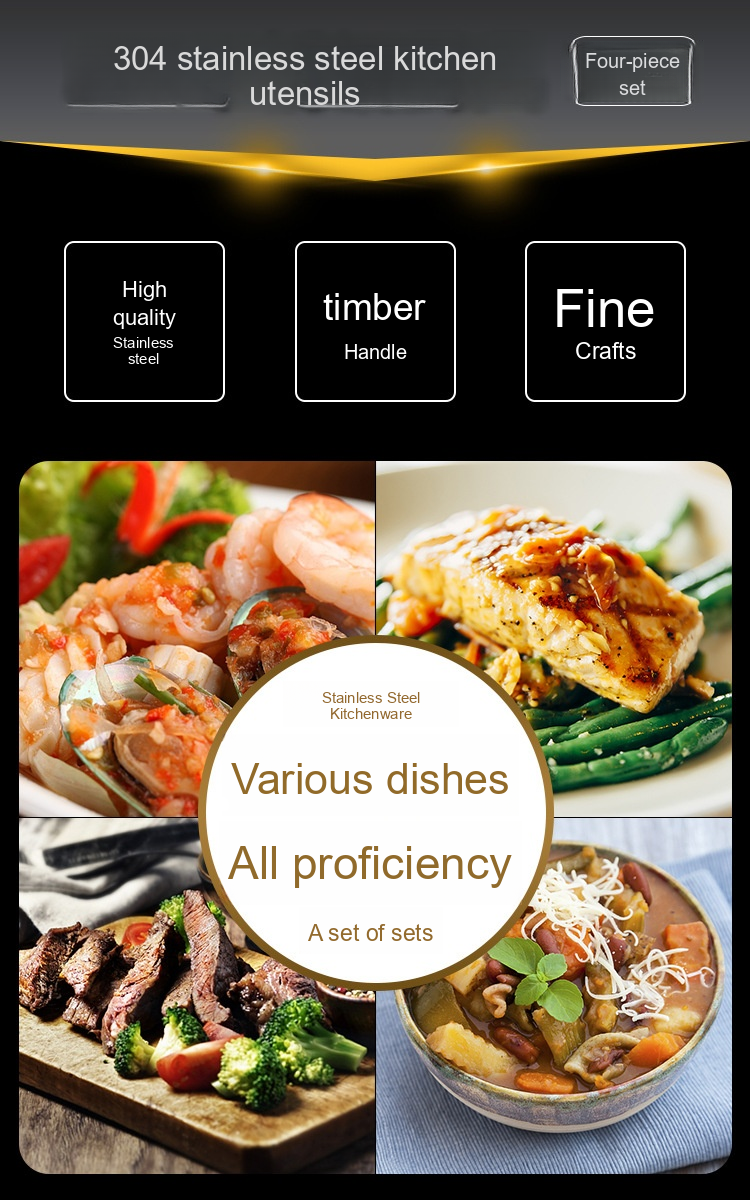 304 stainless steel kitchen
utensils
Four-piece
set
High
quality
Stainless
steel
timber
Handle
Fine
Crafts
Stainless Steel
Kitchenware
Various dishes
All proficiency
A set of sets